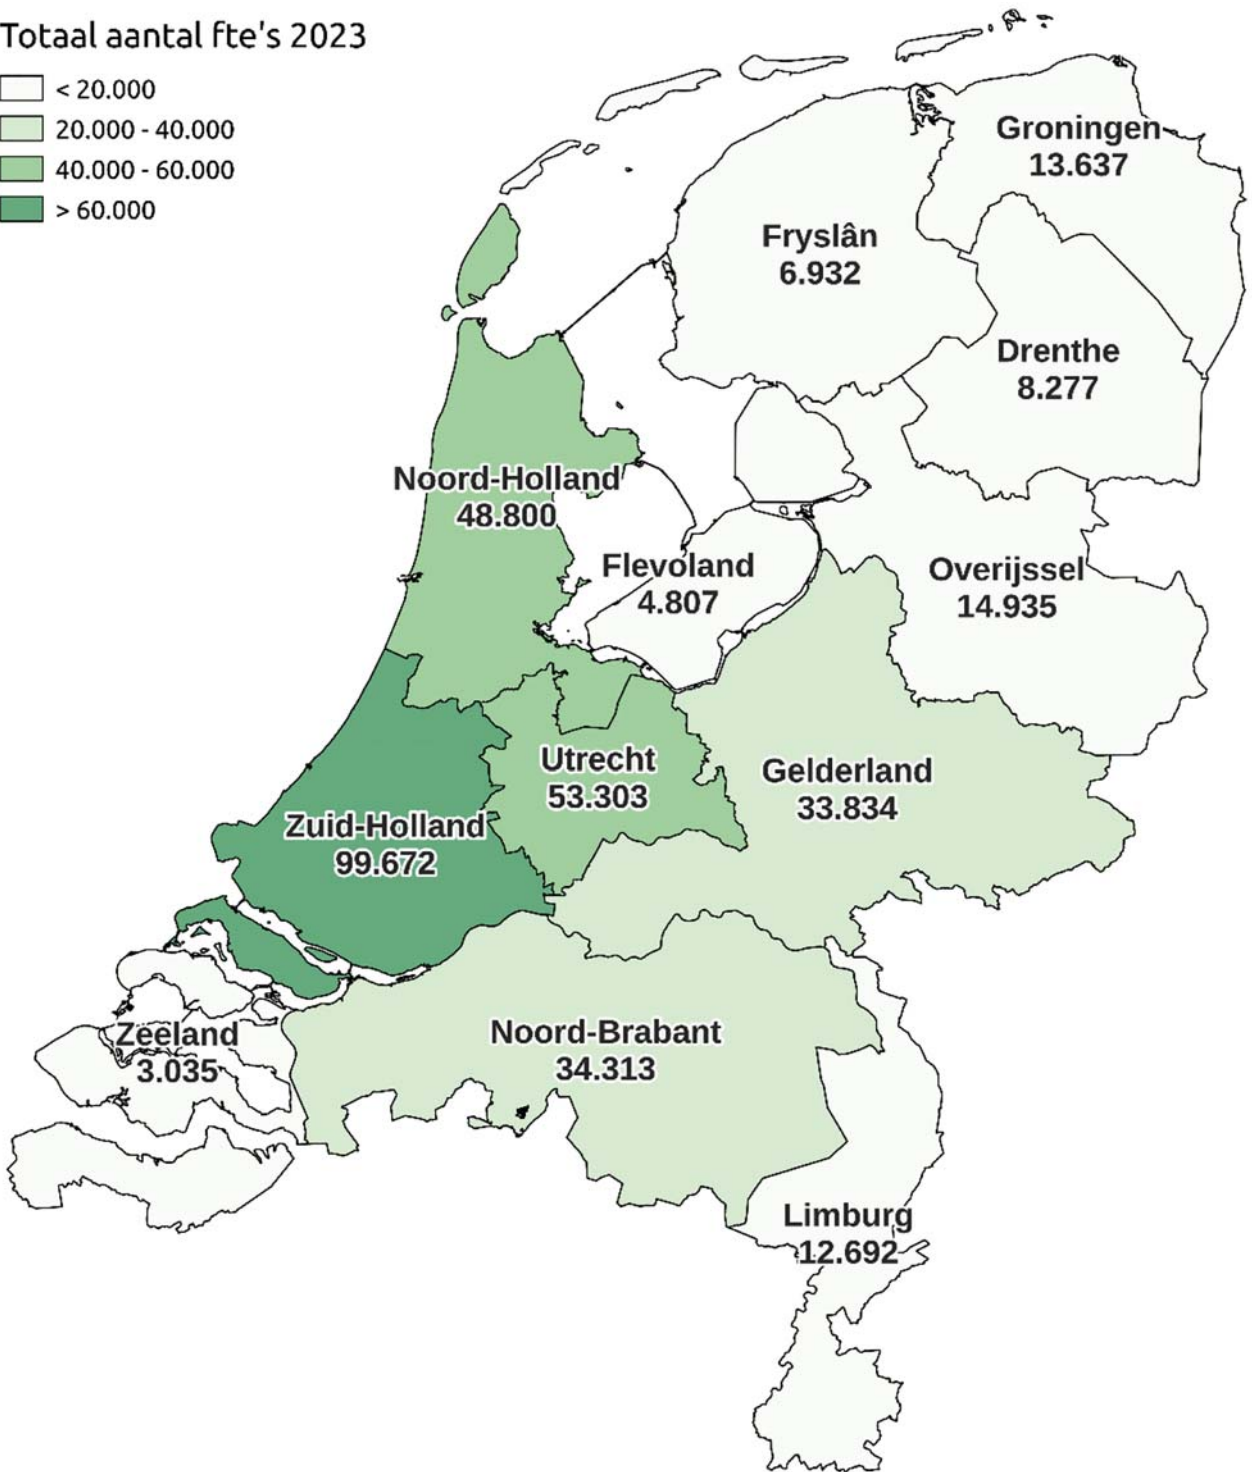 Totaal aantal fte's 2023
< 20.000
20.000 - 40.000
40.000 - 60.000
> 60.000
Groningen
13.637
Fryslân
6.932
Drenthe
8.277
Noord-Holland
48.800
Flevoland
4.807
Overijssel
14.935
Utrecht
53.303
Gelderland
33.834
Zuid-Holland
99.672
Zeeland
3.035
Noord-Brabant
34.313
Limburg
12.692